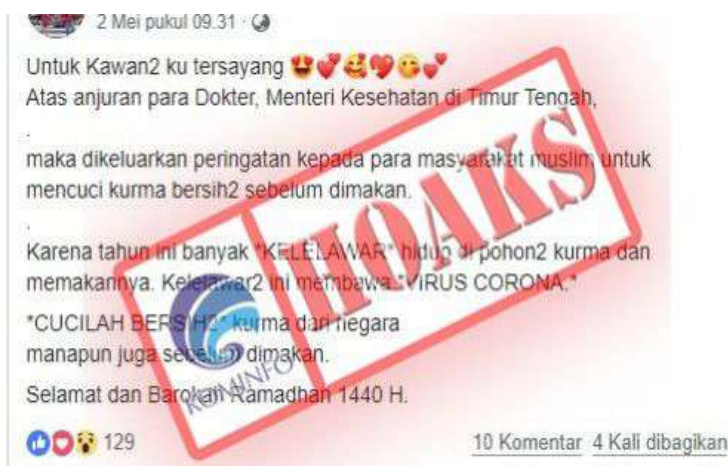 2 Mei pukul 09.31 ·
Untuk Kawan2 ku tersayang 😍💕🥰💖😋💕
Atas anjuran para Dokter, Menteri Kesehatan di Timur Tengah,
.
maka dikeluarkan peringatan kepada para masyarakat muslim untuk
mencuci kurma bersih2 sebelum dimakan.
.
Karena tahun ini banyak *KELELAWAR* hidup di pohon2 kurma dan
memakannya. Kelelawar2 ini membawa *VIRUS CORONA.*
*CUCILAH BERSIH2* kurma dari negara
manapun juga sebelum dimakan.
Selamat dan Barokah Ramadhan 1440 H.
129
10 Komentar 4 Kali dibagikan
KOMINFO
HOAKS